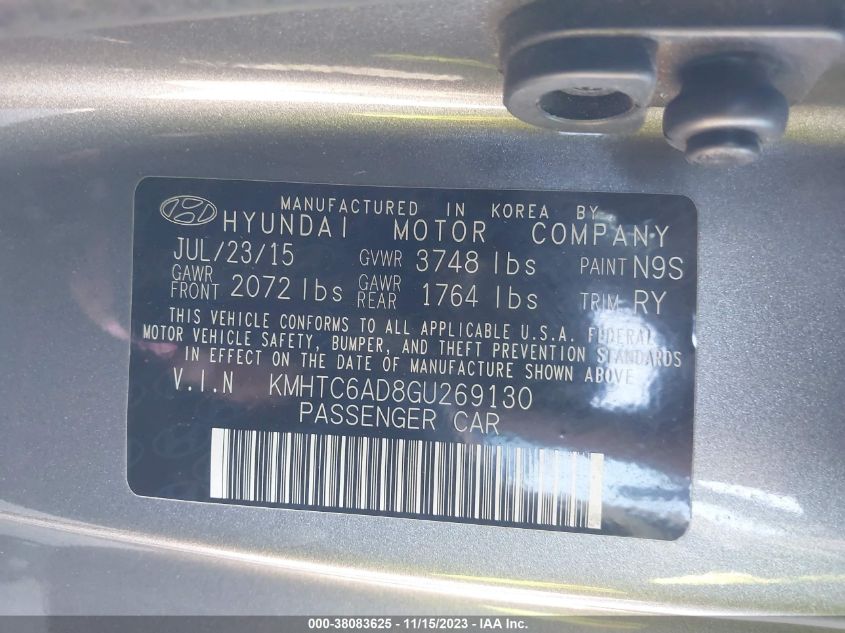 MANUFACTURED IN KOREA BY
HYUNDAI MOTOR COMPANY
JUL/23/15 GVWR 3748 lbs PAINT N9S
GAWR FRONT 2072 lbs GAWR REAR 1764 lbs TRIM RY
THIS VEHICLE CONFORMS TO ALL APPLICABLE U.S.A. FEDERAL
MOTOR VEHICLE SAFETY, BUMPER, AND THEFT PREVENTION STANDARDS
IN EFFECT ON THE DATE OF MANUFACTURE SHOWN ABOVE
V.I.N KMHTC6AD8GU269130
PASSENGER CAR
000-38083625 - 11/15/2023 - IAA Inc.